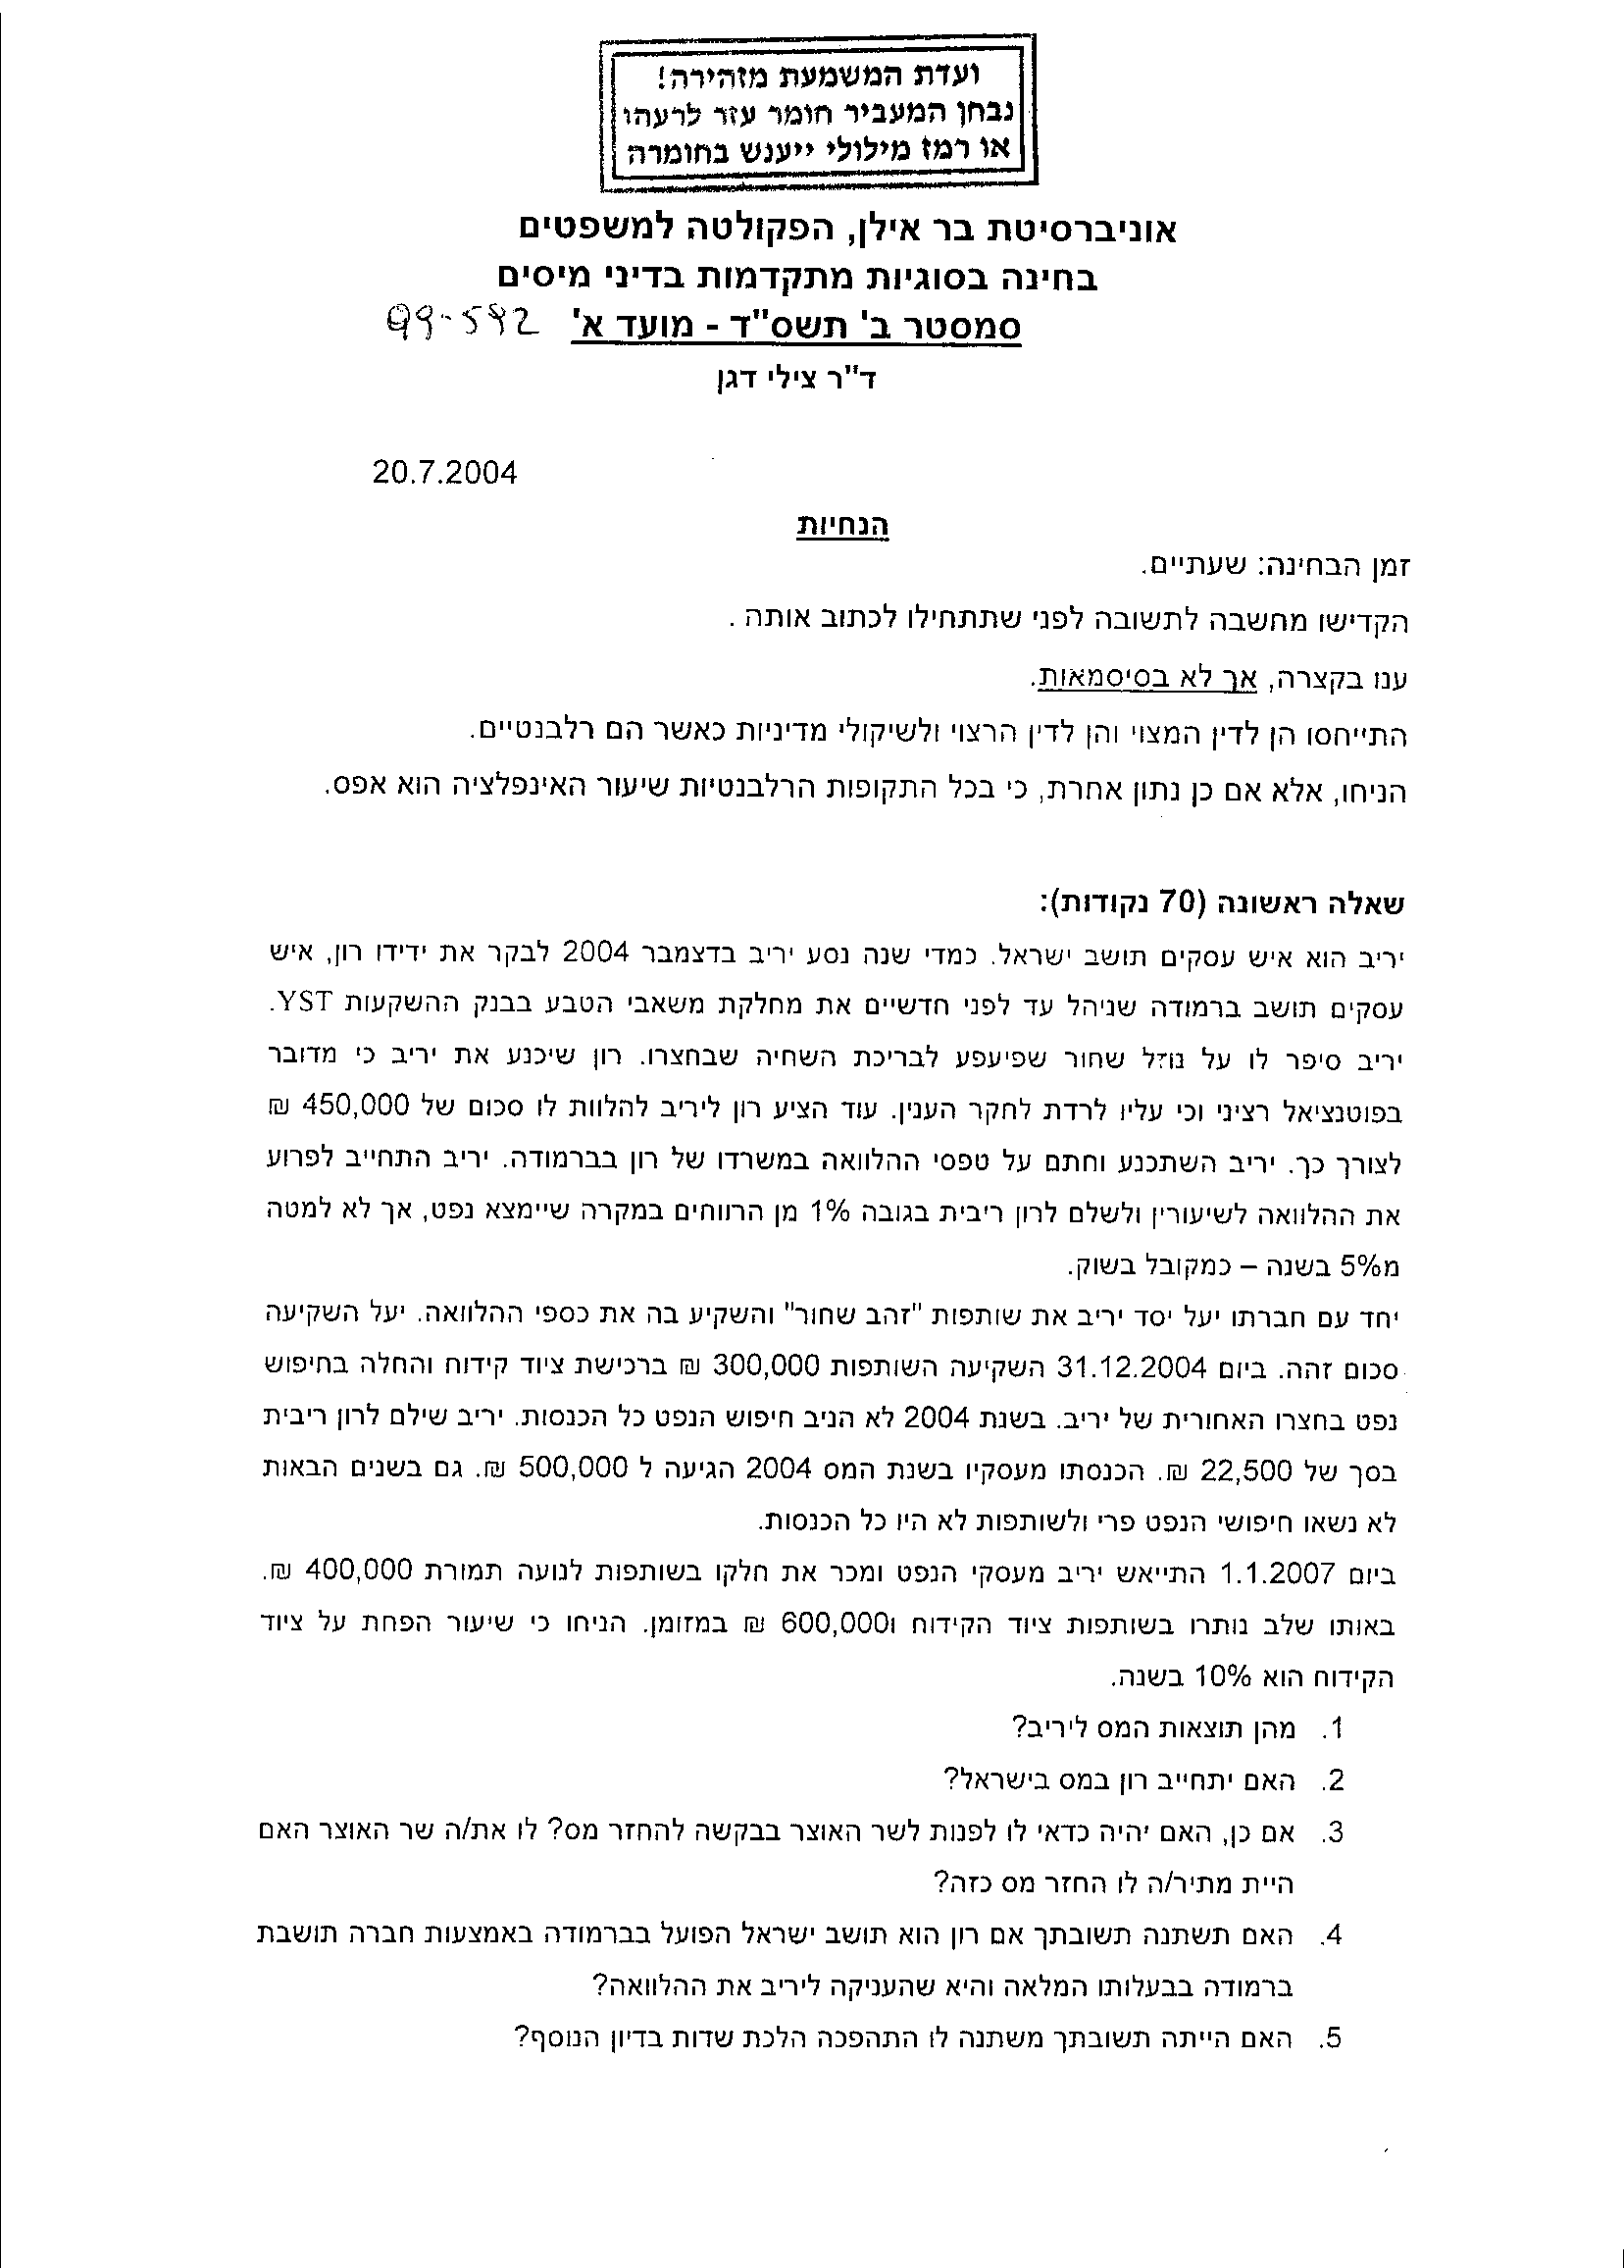 ועדת המשמעת מזהירה!
נבחן המעביר חומר עזר לרעהו
או רמז מילולי ייענש בחומרה
אוניברסיטת בר אילן, הפקולטה למשפטים
בחינה בסוגיות מתקדמות בדיני מיסים
סמסטר ב' תשס"ד - מועד א' 99-592
ד"ר צילי דגן
20.7.2004
הנחיות
זמן הבחינה: שעתיים.
הקדישו מחשבה לתשובה לפני שתתחילו לכתוב אותה .
ענו בקצרה, אך לא בסיסמאות.
התייחסו הן לדין המצוי והן לדין הרצוי ולשיקולי מדיניות כאשר הם רלבנטיים.
הניחו, אלא אם כן נתון אחרת, כי בכל התקופות הרלבנטיות שיעור האינפלציה הוא אפס.
שאלה ראשונה (70 נקודות):
יריב הוא איש עסקים תושב ישראל. כמדי שנה נסע יריב בדצמבר 2004 לבקר את ידידו רון, איש
עסקים תושב ברמודה שניהל עד לפני חדשיים את מחלקת משאבי הטבע בבנק ההשקעות YST.
יריב סיפר לו על נוזל שחור שפיעפע לבריכת השחיה שבחצרו. רון שיכנע את יריב כי מדובר
בפוטנציאל רציני וכי עליו לרדת לחקר הענין. עוד הציע רון ליריב להלוות לו סכום של 450,000 ₪
לצורך כך. יריב השתכנע וחתם על טפסי ההלוואה במשרדו של רון בברמודה. יריב התחייב לפרוע
את ההלוואה לשיעורין ולשלם לרון ריבית בגובה 1% מן הרווחים במקרה שיימצא נפט, אך לא למטה
מ5% בשנה – כמקובל בשוק.
יחד עם חברתו יעל יסד יריב את שותפות "זהב שחור" והשקיע בה את כספי ההלוואה. יעל השקיעה
סכום זהה. ביום 31.12.2004 השקיעה השותפות 300,000 ₪ ברכישת ציוד קידוח והחלה בחיפוש
נפט בחצרו האחורית של יריב. בשנת 2004 לא הניב חיפוש הנפט כל הכנסות. יריב שילם לרון ריבית
בסך של 22,500 ₪. הכנסתו מעסקיו בשנת המס 2004 הגיעה ל 500,000 ₪. גם בשנים הבאות
לא נשאו חיפושי הנפט פרי ולשותפות לא היו כל הכנסות.
ביום 1.1.2007 התייאש יריב מעסקי הנפט ומכר את חלקו בשותפות לנועה תמורת 400,000 ₪.
באותו שלב נותרו בשותפות ציוד הקידוח ו600,000 ₪ במזומן. הניחו כי שיעור הפחת על ציוד
הקידוח הוא 10% בשנה.
1. מהן תוצאות המס ליריב?
2. האם יתחייב רון במס בישראל?
3. אם כן, האם יהיה כדאי לו לפנות לשר האוצר בבקשה להחזר מס? לו את/ה שר האוצר האם
היית מתיר/ה לו החזר מס כזה?
4. האם תשתנה תשובתך אם רון הוא תושב ישראל הפועל בברמודה באמצעות חברה תושבת
ברמודה בבעלותו המלאה והיא שהעניקה ליריב את ההלוואה?
5. האם הייתה תשובתך משתנה לו התהפכה הלכת שדות בדיון הנוסף?